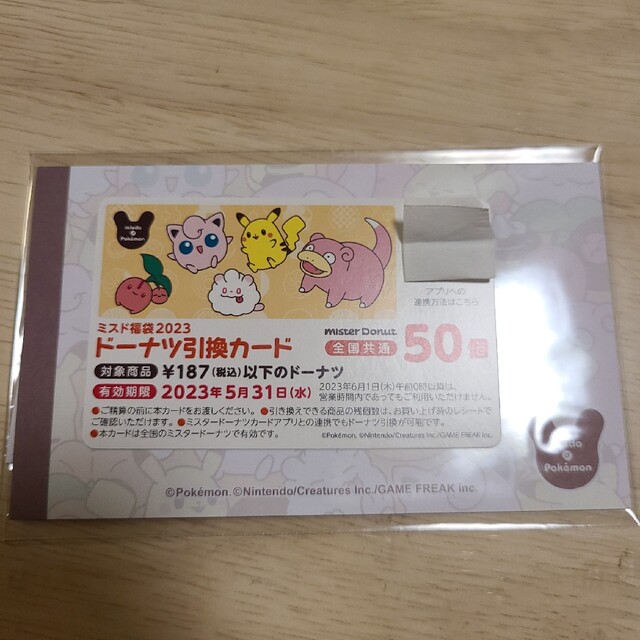 misdo
Pokémon
アプリへの
連携方法はこちら
ミスド福袋2023
ドーナツ引換カード
mister Donut
全国共通 50個
対象商品 ¥187(税込)以下のドーナツ
有効期限 2023年5月31日(水)
2023年6月1日(木)午前0時以降は、
営業時間内であってもご利用いただけません。
●ご精算の前に本カードをお渡しください。●引き換えできる商品の残個数は、お買い上げ時のレシートで
ご確認いただけます。●ミスタードーナツカードアプリとの連携でもドーナツ引換が可能です。
●本カードは全国のミスタードーナツで有効です。
©Pokémon. ©Nintendo/Creatures Inc./GAME FREAK inc.
misdo
Pokémon
©Pokémon. ©Nintendo/Creatures Inc./GAME FREAK inc.